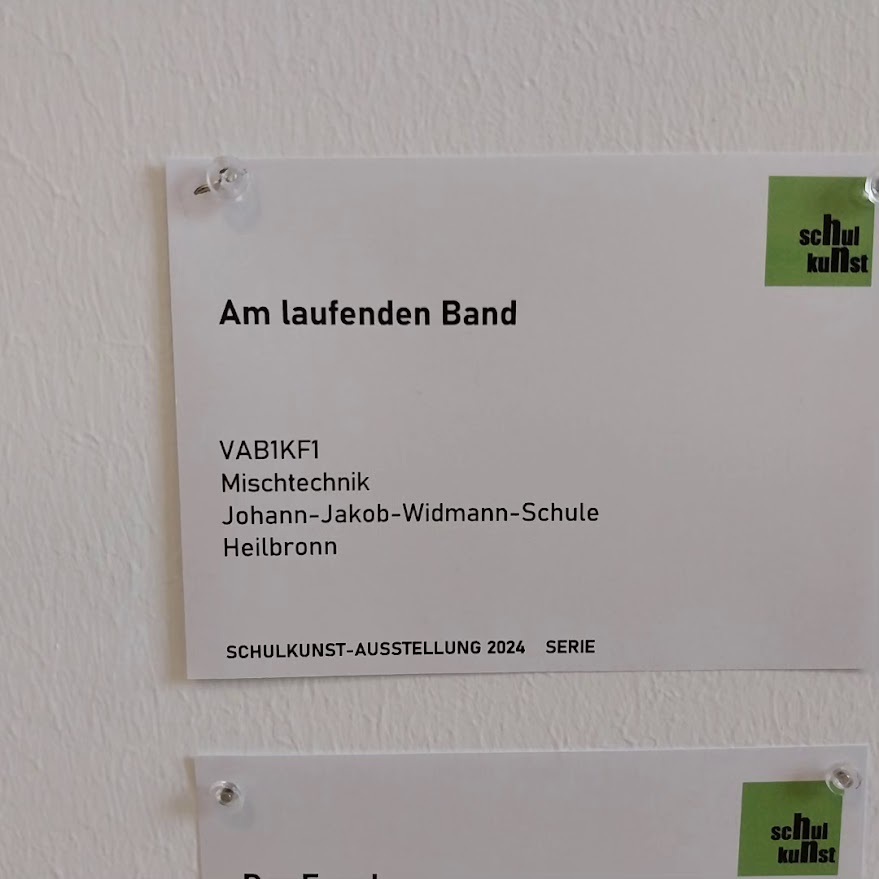 schul
kunst
Am laufenden Band
VAB1KF1
Mischtechnik
Johann-Jakob-Widmann-Schule
Heilbronn
SCHULKUNST-AUSSTELLUNG 2024 SERIE
schul
kunst